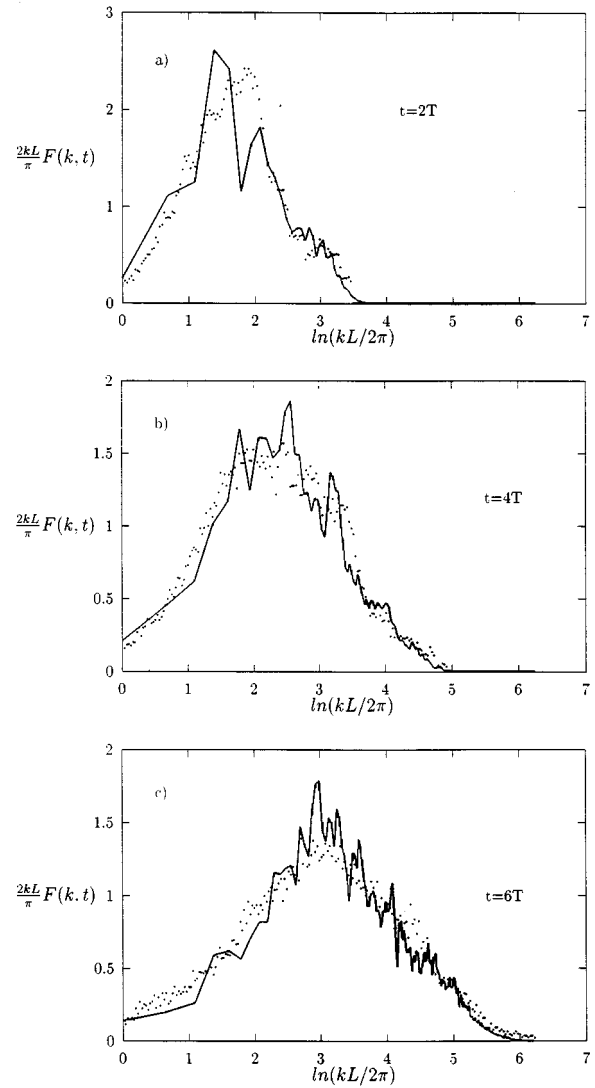 3
a)
t=2T
2
2kL/π F(k,t)
1
0
0 1 2 3 4 5 6 7
ln(kL/2π)
2
b)
1.5
t=4T
2kL/π F(k,t)
1
0.5
0
0 1 2 3 4 5 6 7
ln(kL/2π)
2
c)
1.5
2kL/π F(k.t)
1
t=6T
0.5
0
0 1 2 3 4 5 6 7
ln(kL/2π)